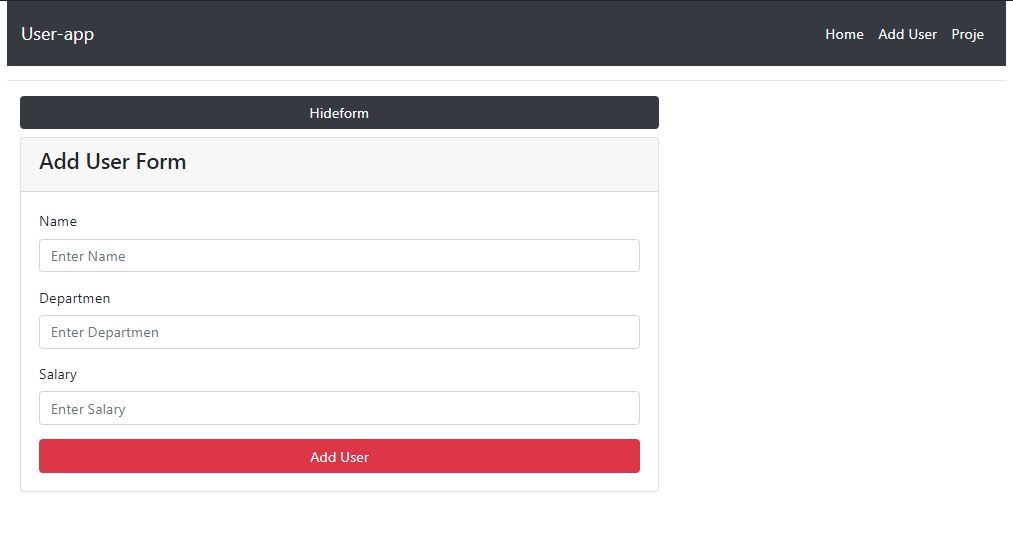 User-app
Home Add User Proje
Hideform
Add User Form
Name
Enter Name
Departmen
Enter Departmen
Salary
Enter Salary
Add User